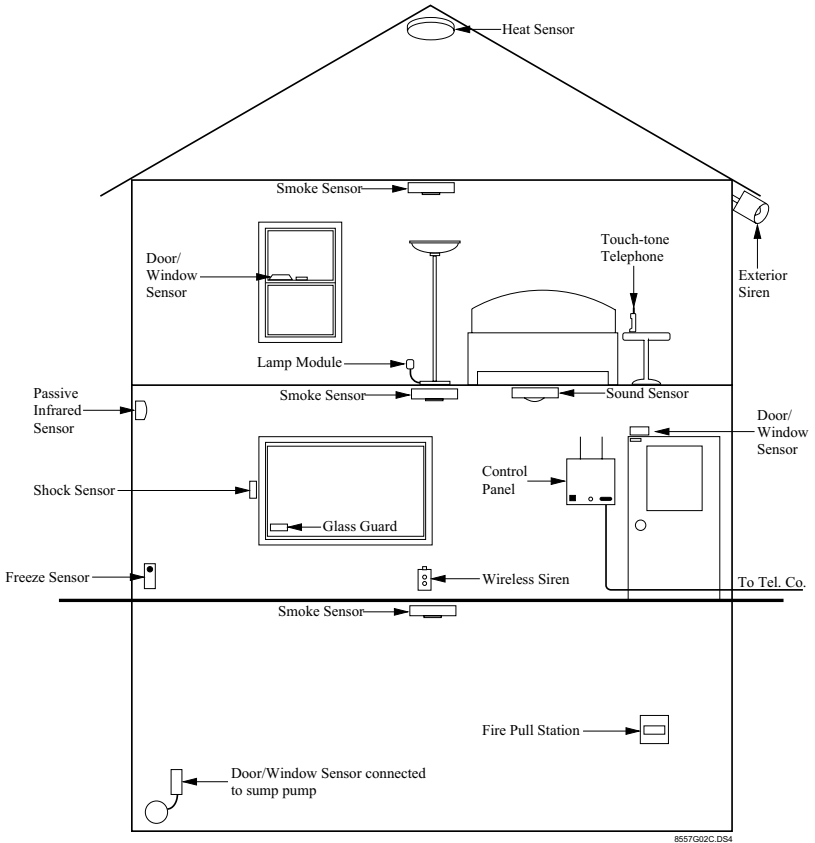 Heat Sensor
Smoke Sensor
Door/
Window
Sensor
Touch-tone
Telephone
Exterior
Siren
Lamp Module
Passive
Infrared
Sensor
Smoke Sensor
Sound Sensor
Door/
Window
Sensor
Shock Sensor
Control
Panel
Glass Guard
Freeze Sensor
Wireless Siren
To Tel. Co.
Smoke Sensor
Fire Pull Station
Door/Window Sensor connected
to sump pump
8557G02C.DS4